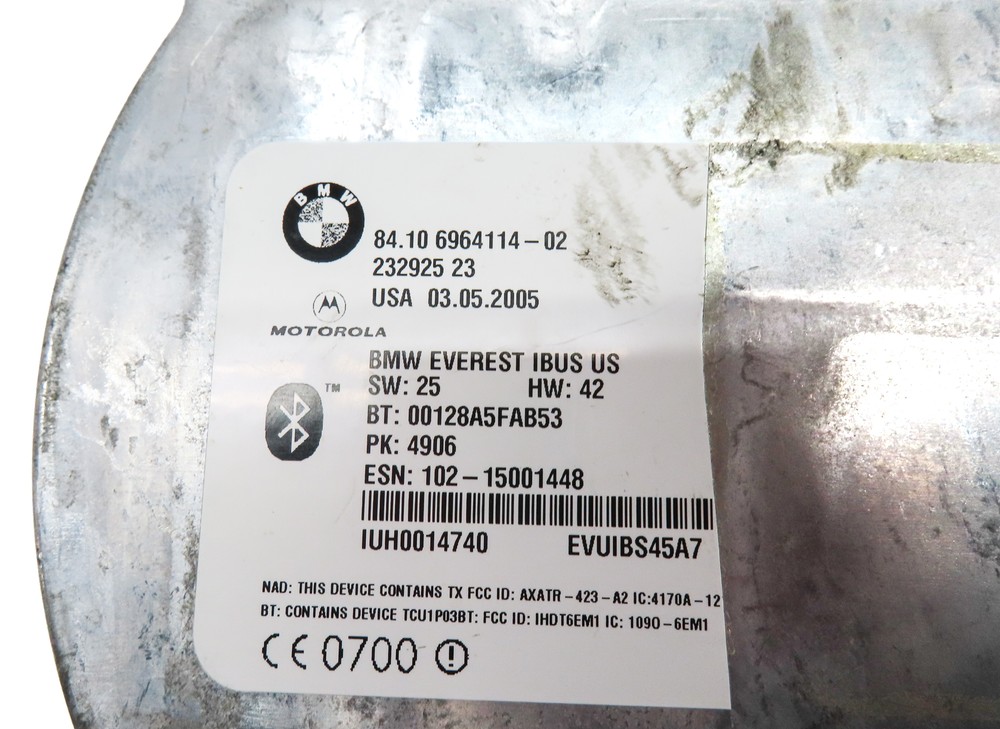 BMW
84.10 6964114-02
232925 23
USA 03.05.2005
M
MOTOROLA
BMW EVEREST IBUS US
SW: 25 HW: 42
TM
BT: 00128A5FAB53
PK: 4906
ESN: 102-15001448
IUH0014740 EVUIBS45A7
NAD: THIS DEVICE CONTAINS TX FCC ID: AXATR-423-A2 IC:4170A-12
BT: CONTAINS DEVICE TCU1P03BT: FCC ID: IHDT6EM1 IC: 1090-6EM1
CE 0700